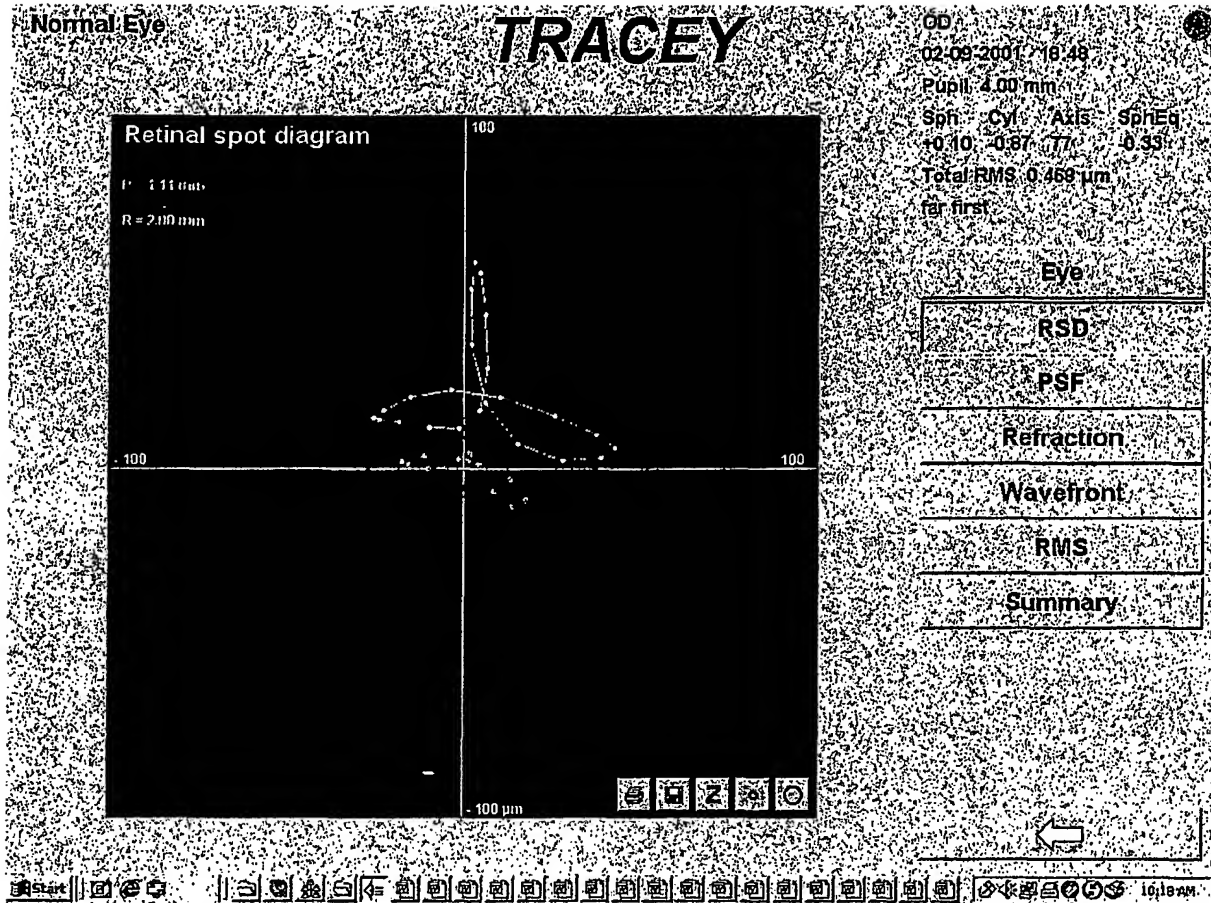 Normal Eye
TRACEY
OD
02-09-2001 18:48
Pupil 4.00 mm
Sph Cyl Axis SphEq
+0.10 -0.87 77 -0.33
Total RMS 0.469 µm
far first
Retinal spot diagram
100
R = 2.00 mm
- 100
100
- 100 µm
Eye
RSD
PSF
Refraction
Wavefront
RMS
Summary
Start
10:18 AM